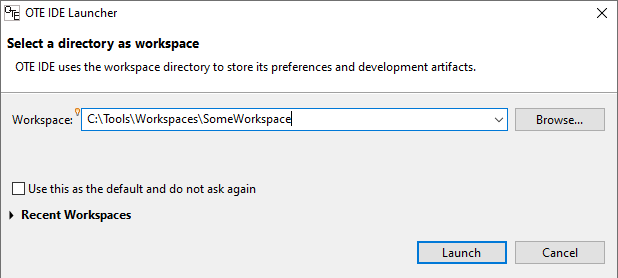 OTE OTE IDE Launcher
Select a directory as workspace
OTE IDE uses the workspace directory to store its preferences and development artifacts.
Workspace: C:\Tools\Workspaces\SomeWorkspace Browse...
Use this as the default and do not ask again
Recent Workspaces
Launch Cancel